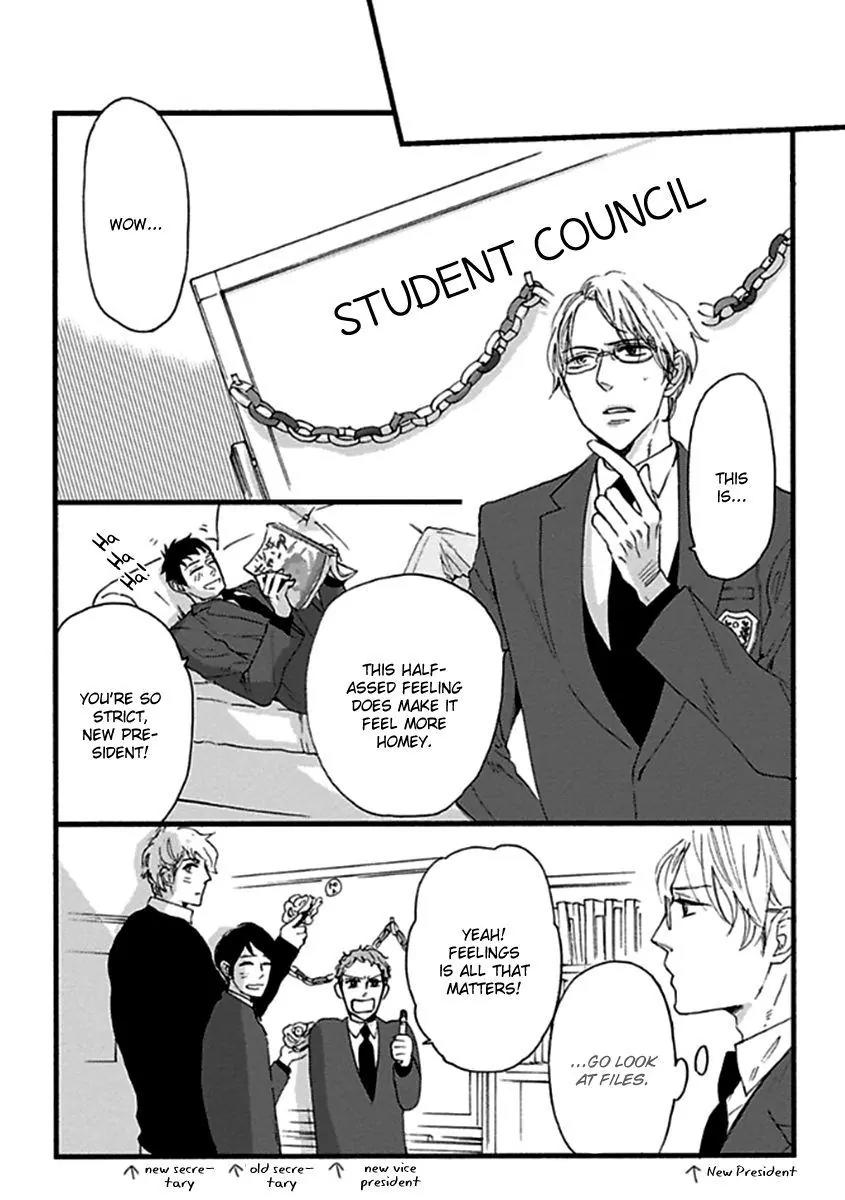 WOW...
STUDENT COUNCIL
THIS
IS...
Ha
Ha
Ha!
THIS HALF-
ASSED FEELING
DOES MAKE IT
FEEL MORE
HOMEY.
YOU'RE SO
STRICT,
NEW PRE-
SIDENT!
YEAH!
FEELINGS
IS ALL THAT
MATTERS!
...GO LOOK
AT FILES.
↑ new secre-
tary
↑ old secre-
tary
↑ new vice
president
↑ New President